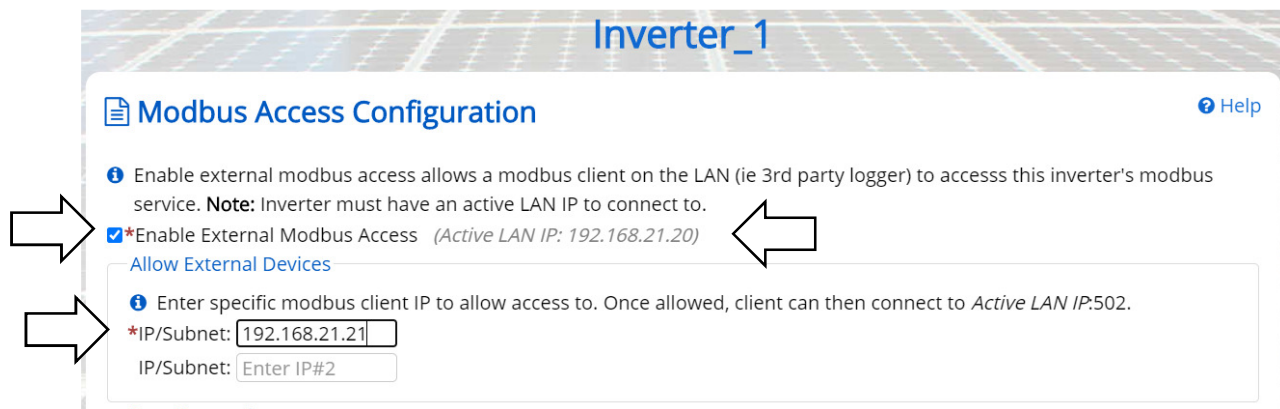 Inverter_1
Modbus Access Configuration
Help
Enable external modbus access allows a modbus client on the LAN (ie 3rd party logger) to accesss this inverter's modbus
service. Note: Inverter must have an active LAN IP to connect to.
*Enable External Modbus Access (Active LAN IP: 192.168.21.20)
Allow External Devices
Enter specific modbus client IP to allow access to. Once allowed, client can then connect to Active LAN IP:502.
*IP/Subnet: 192.168.21.21
IP/Subnet: Enter IP#2